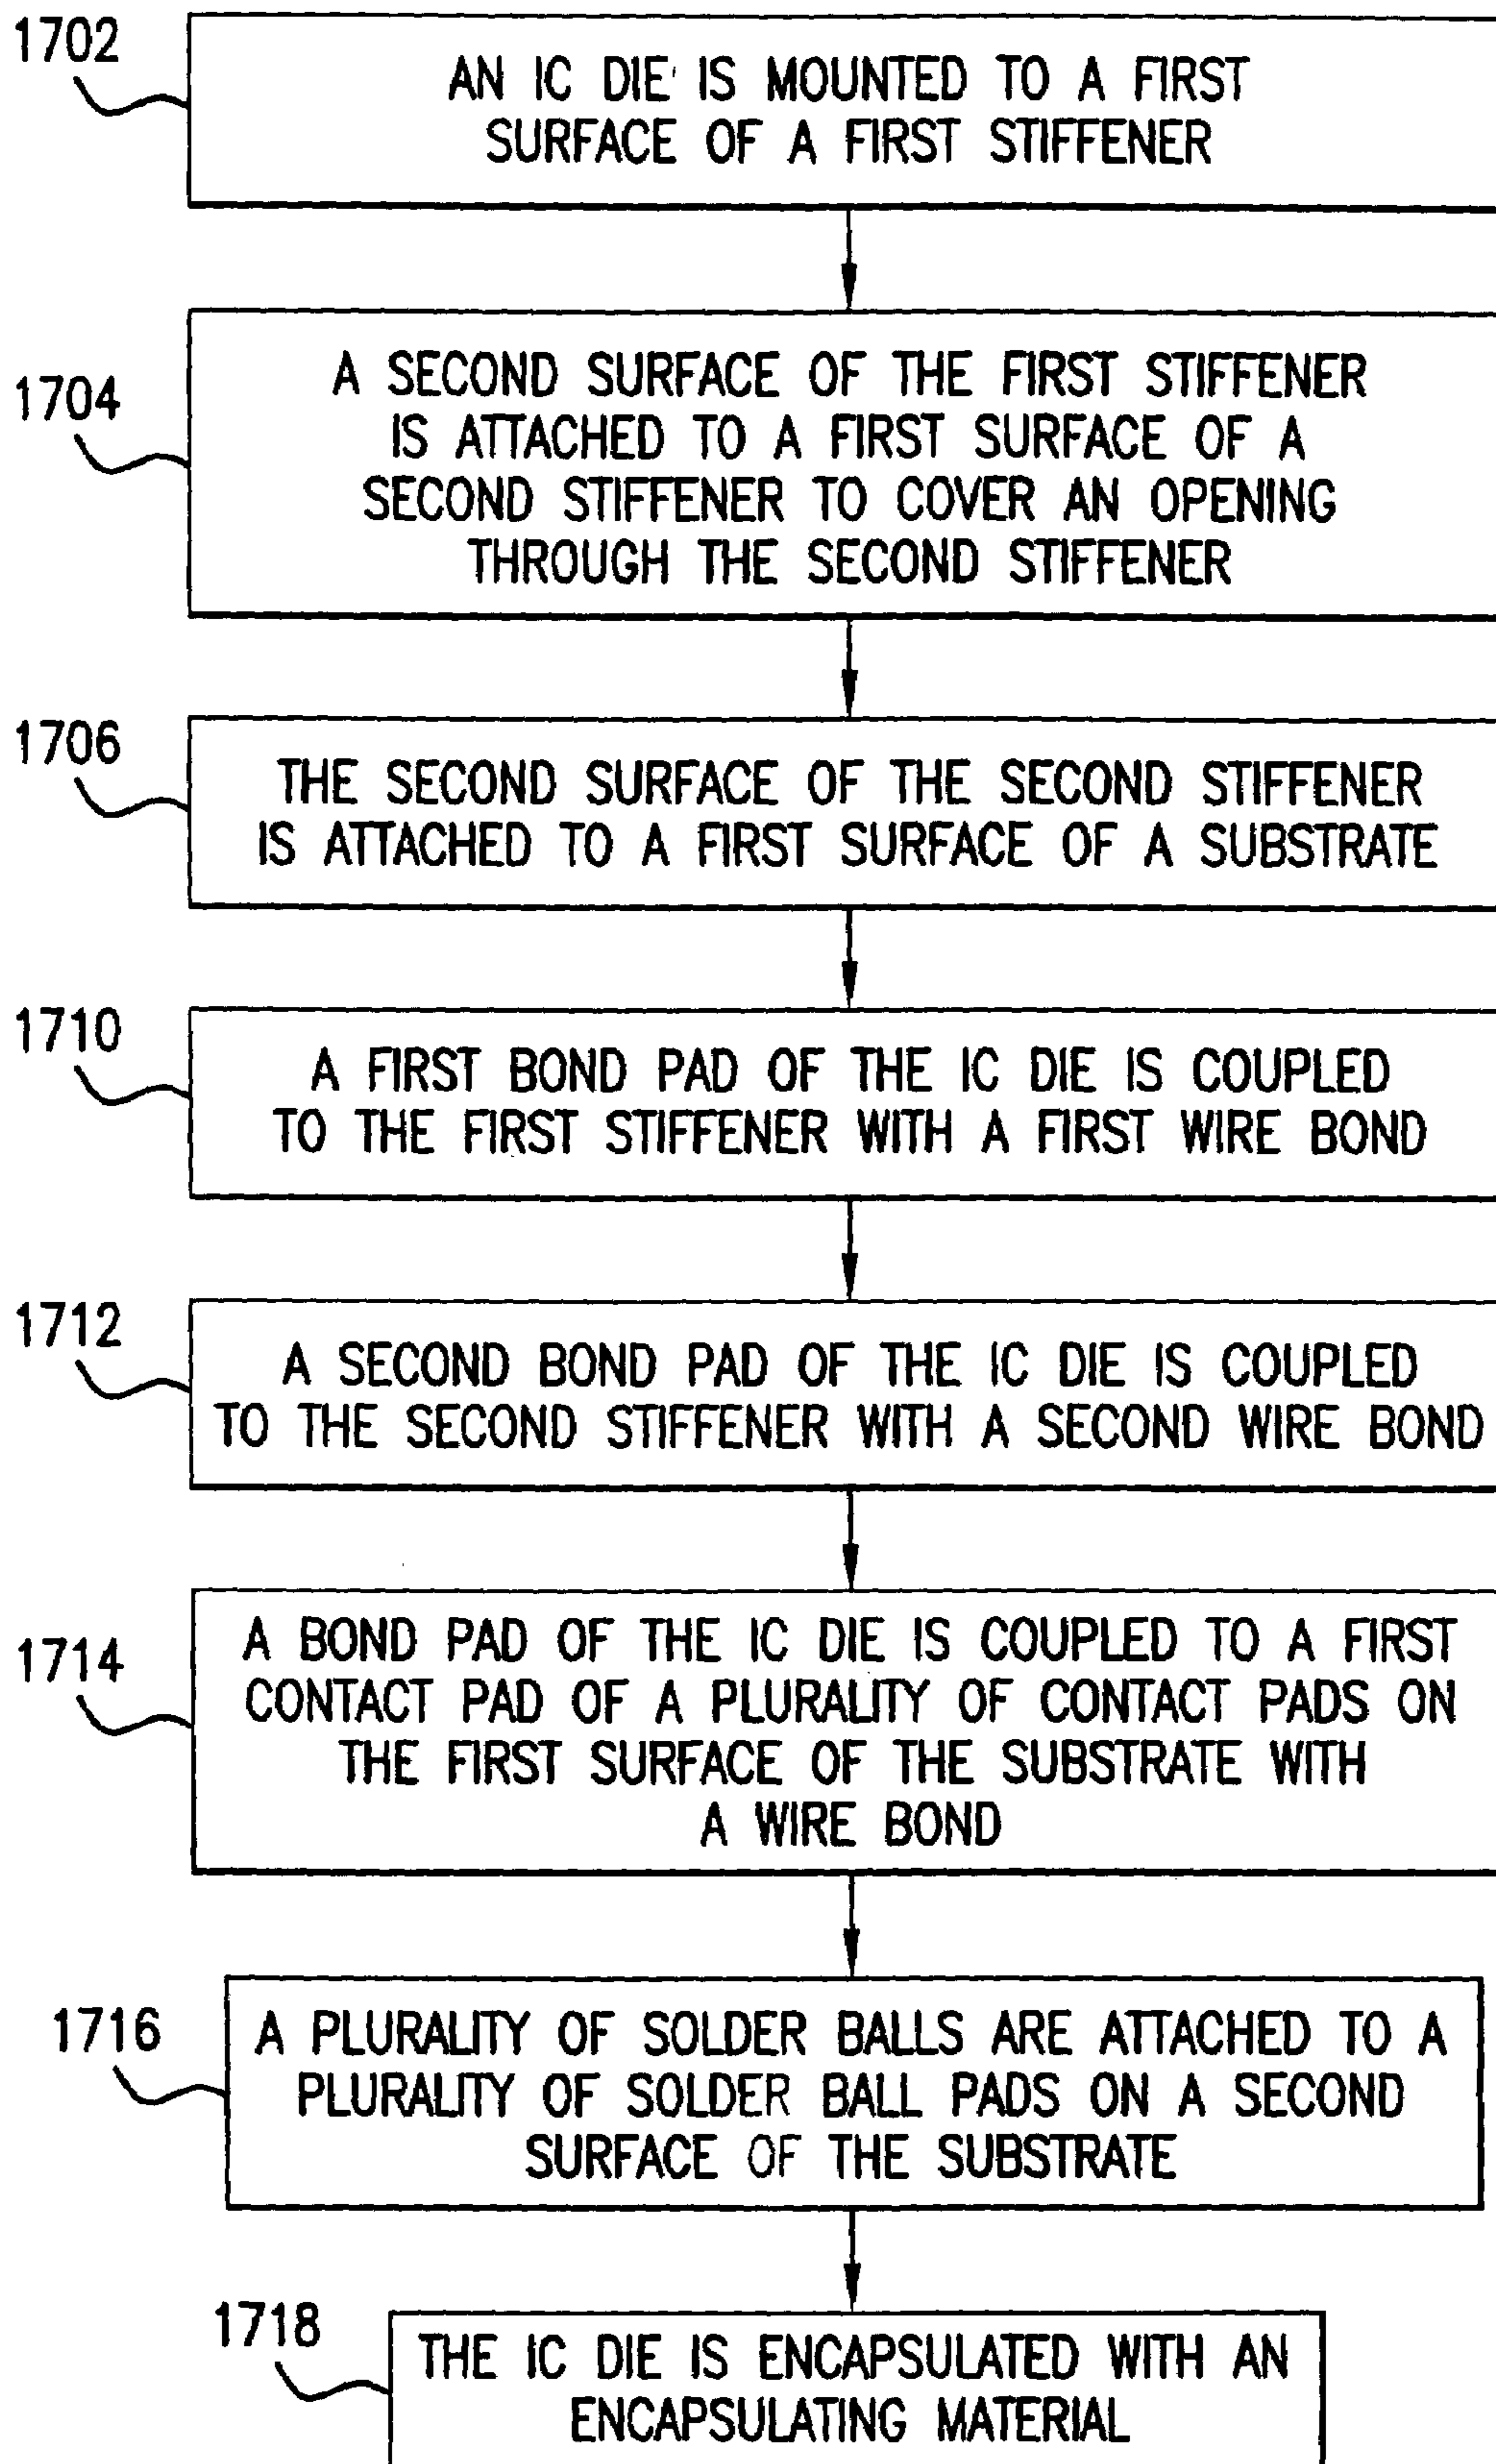 1702
AN IC DIE IS MOUNTED TO A FIRST
SURFACE OF A FIRST STIFFENER
1704
A SECOND SURFACE OF THE FIRST STIFFENER
IS ATTACHED TO A FIRST SURFACE OF A
SECOND STIFFENER TO COVER AN OPENING
THROUGH THE SECOND STIFFENER
1706
THE SECOND SURFACE OF THE SECOND STIFFENER
IS ATTACHED TO A FIRST SURFACE OF A SUBSTRATE
1710
A FIRST BOND PAD OF THE IC DIE IS COUPLED
TO THE FIRST STIFFENER WITH A FIRST WIRE BOND
1712
A SECOND BOND PAD OF THE IC DIE IS COUPLED
TO THE SECOND STIFFENER WITH A SECOND WIRE BOND
1714
A BOND PAD OF THE IC DIE IS COUPLED TO A FIRST
CONTACT PAD OF A PLURALITY OF CONTACT PADS ON
THE FIRST SURFACE OF THE SUBSTRATE WITH
A WIRE BOND
1716
A PLURALITY OF SOLDER BALLS ARE ATTACHED TO A
PLURALITY OF SOLDER BALL PADS ON A SECOND
SURFACE OF THE SUBSTRATE
1718
THE IC DIE IS ENCAPSULATED WITH AN
ENCAPSULATING MATERIAL